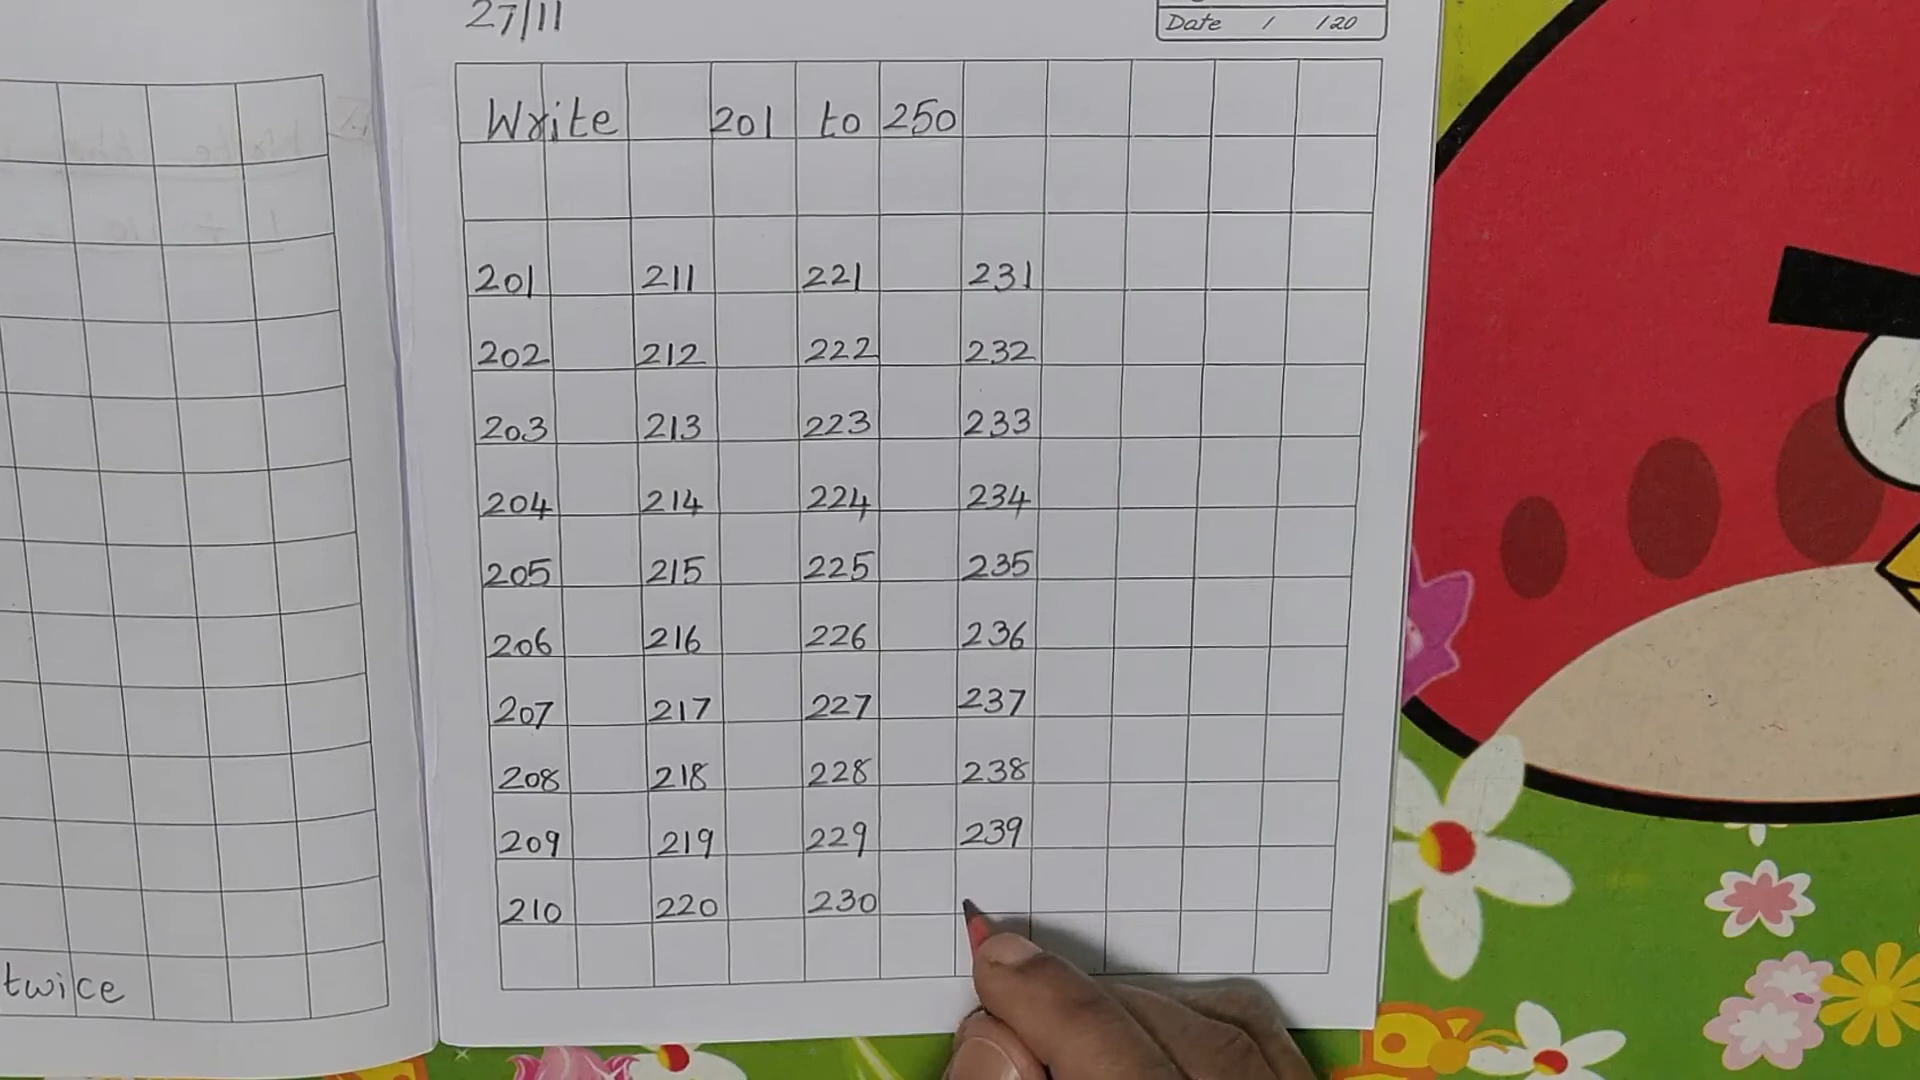 27/11
Date / /20
Write 201 to 250
201 211 221 231
202 212 222 232
203 213 223 233
204 214 224 234
205 215 225 235
206 216 226 236
207 217 227 237
208 218 228 238
209 219 229 239
210 220 230
twice